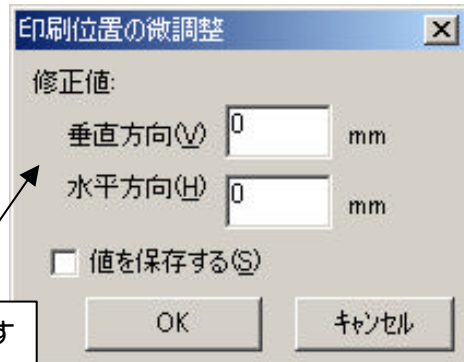 印刷位置の微調整
修正値:
垂直方向(V) 0 mm
水平方向(H) 0 mm
値を保存する(S)
OK ｷｬﾝｾﾙ
す